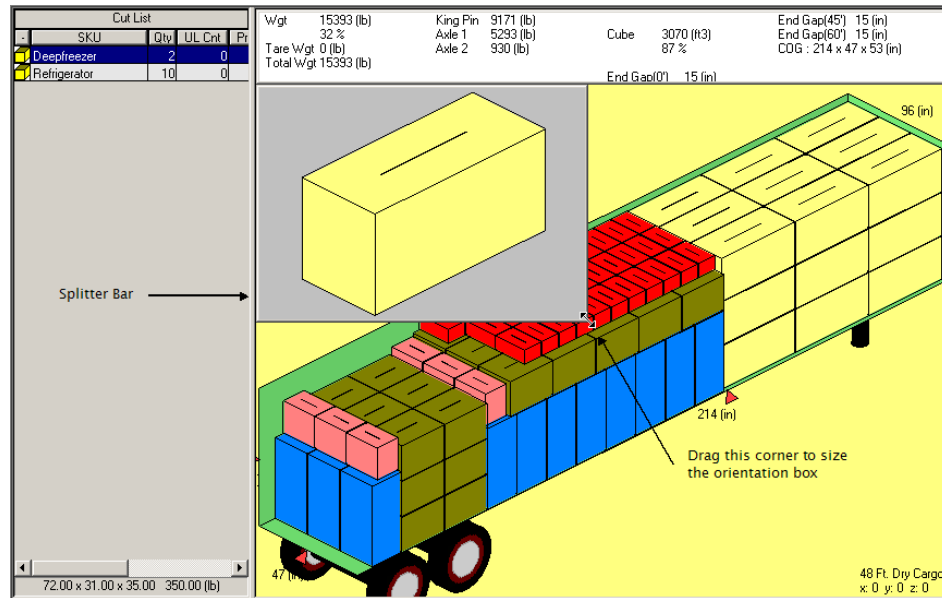 Cut List
- SKU Qty UL Cnt Pr
Deepfreezer 2 0
Refrigerator 10 0
Splitter Bar
72.00 x 31.00 x 35.00 350.00 (lb)
Wgt 15393 (lb) King Pin 9171 (lb) End Gap(45') 15 (in)
32 % Axle 1 5293 (lb) Cube 3070 (ft3) End Gap(60') 15 (in)
Tare Wgt 0 (lb) Axle 2 930 (lb) 87 % COG : 214 x 47 x 53 (in)
Total Wgt 15393 (lb)
End Gap(0') 15 (in)
96 (in)
214 (in)
Drag this corner to size
the orientation box
47 (in)
48 Ft. Dry Cargo
x: 0 y: 0 z: 0